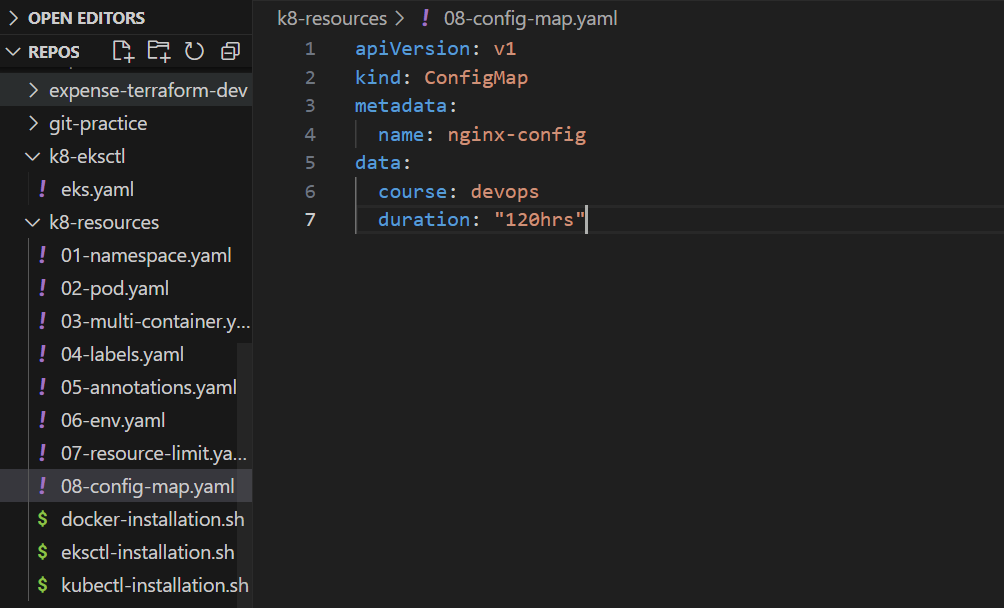 OPEN EDITORS
REPOS
expense-terraform-dev
git-practice
k8-eksctl
! eks.yaml
k8-resources
! 01-namespace.yaml
! 02-pod.yaml
! 03-multi-container.y...
! 04-labels.yaml
! 05-annotations.yaml
! 06-env.yaml
! 07-resource-limit.ya...
! 08-config-map.yaml
$ docker-installation.sh
$ eksctl-installation.sh
$ kubectl-installation.sh
k8-resources > ! 08-config-map.yaml
1 apiVersion: v1
2 kind: ConfigMap
3 metadata:
4   name: nginx-config
5 data:
6   course: devops
7   duration: "120hrs"